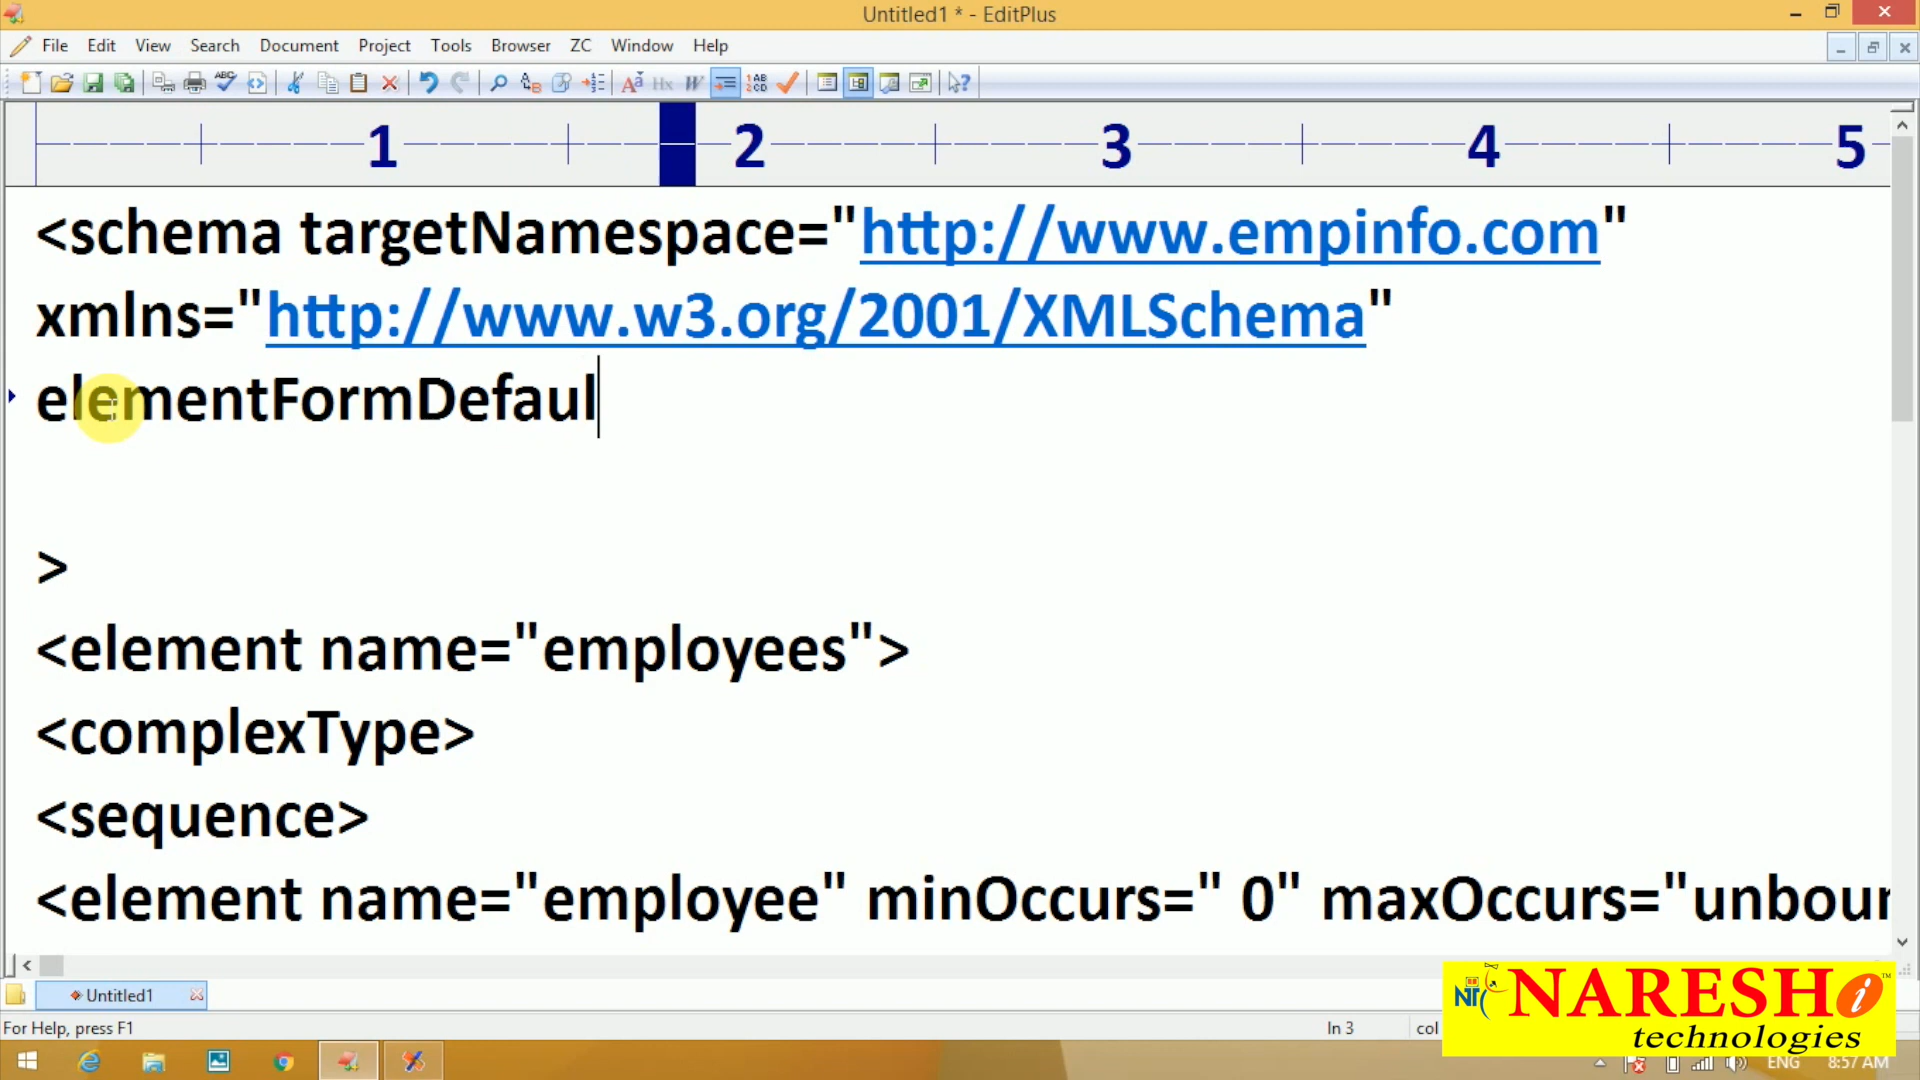 Untitled1 * - EditPlus
File Edit View Search Document Project Tools Browser ZC Window Help
1 2 3 4 5
<schema targetNamespace="http://www.empinfo.com"
xmlns="http://www.w3.org/2001/XMLSchema"
elementFormDefaul
>
<element name="employees">
<complexType>
<sequence>
<element name="employee" minOccurs=" 0" maxOccurs="unboun
Untitled1
For Help, press F1 ln 3 col
NARESH i
technologies
ENG 8:57 AM